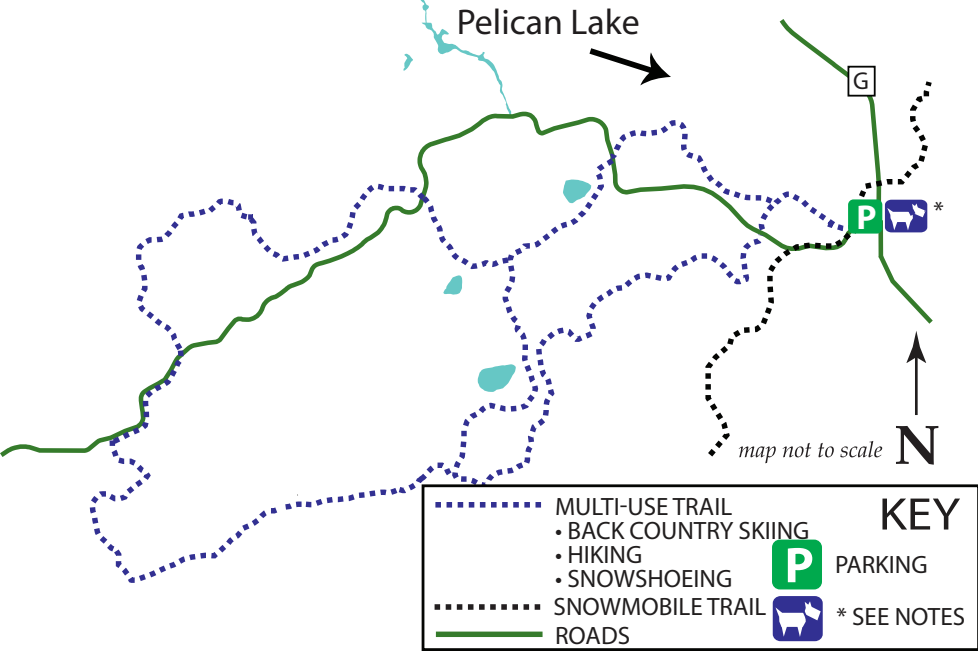 Pelican Lake
G
P
*
map not to scale
N
KEY
MULTI-USE TRAIL
• BACK COUNTRY SKIING
• HIKING
• SNOWSHOEING
P PARKING
SNOWMOBILE TRAIL
* SEE NOTES
ROADS